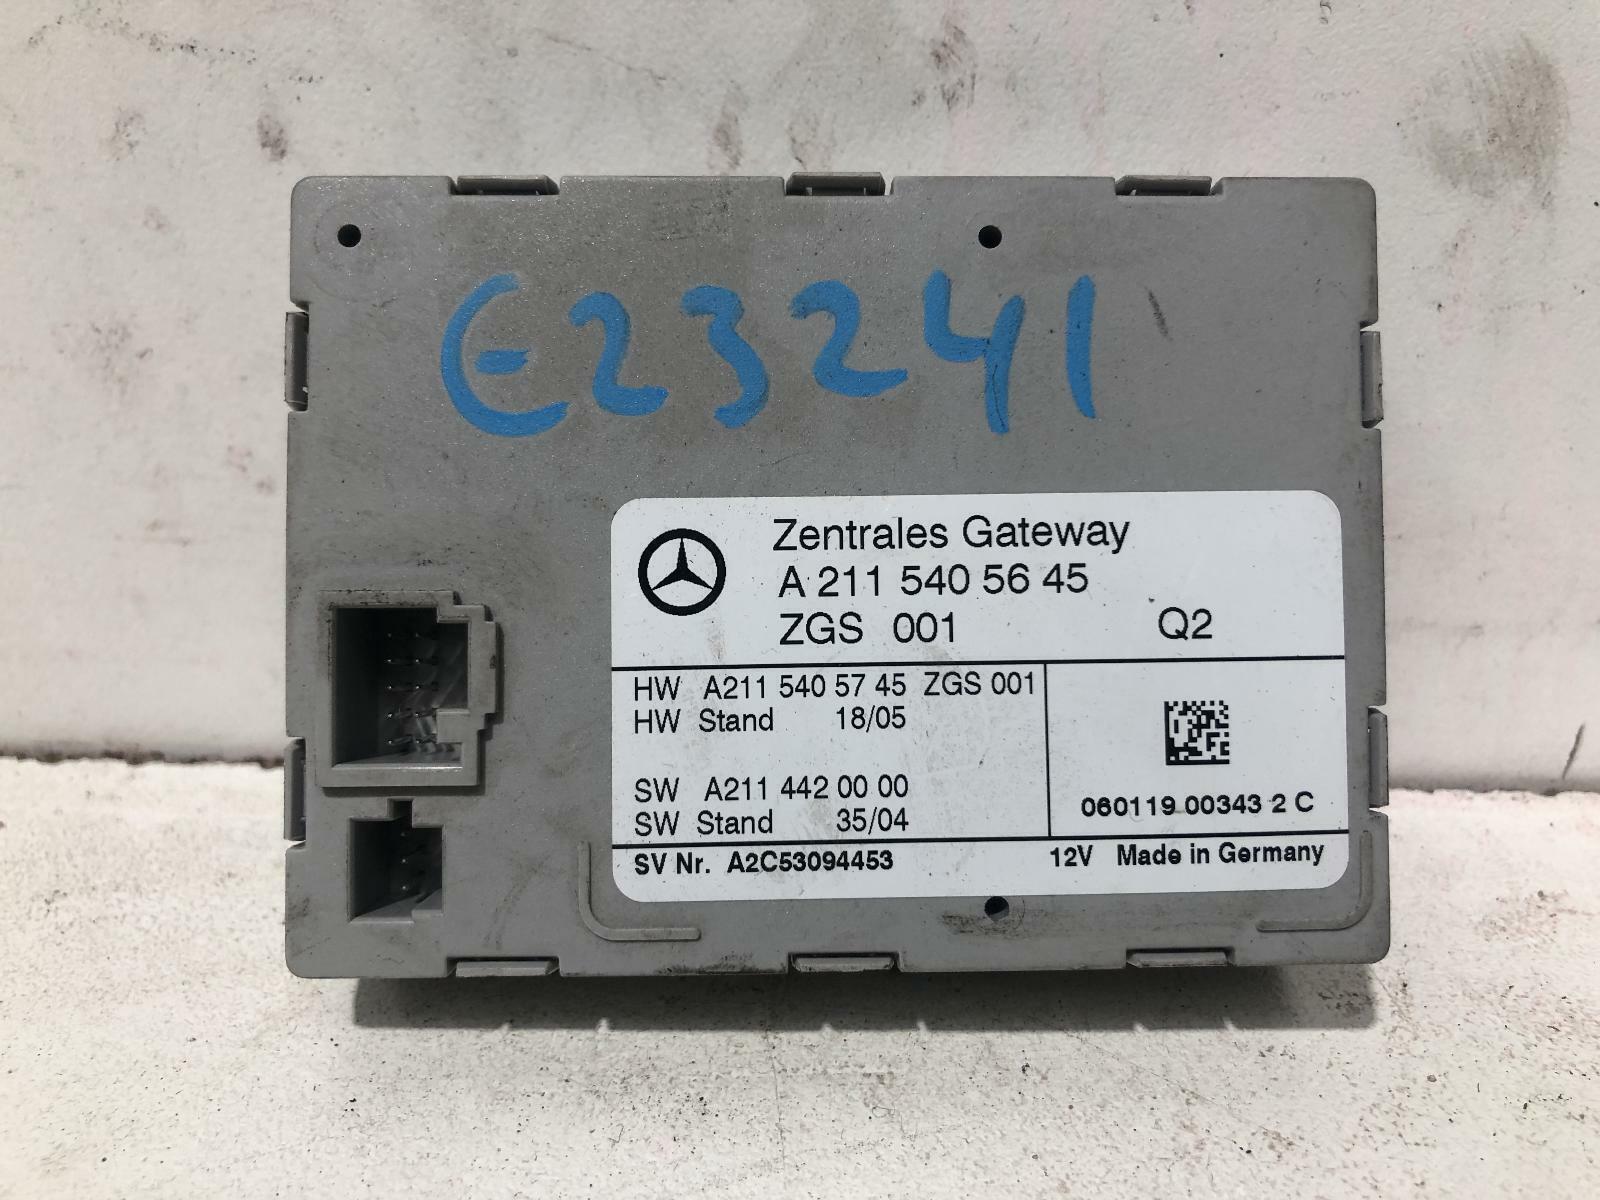 E23241
Zentrales Gateway
A 211 540 56 45
ZGS 001 Q2
HW A211 540 57 45 ZGS 001
HW Stand 18/05
SW A211 442 00 00
SW Stand 35/04
060119 00343 2 C
SV Nr. A2C53094453 12V Made in Germany